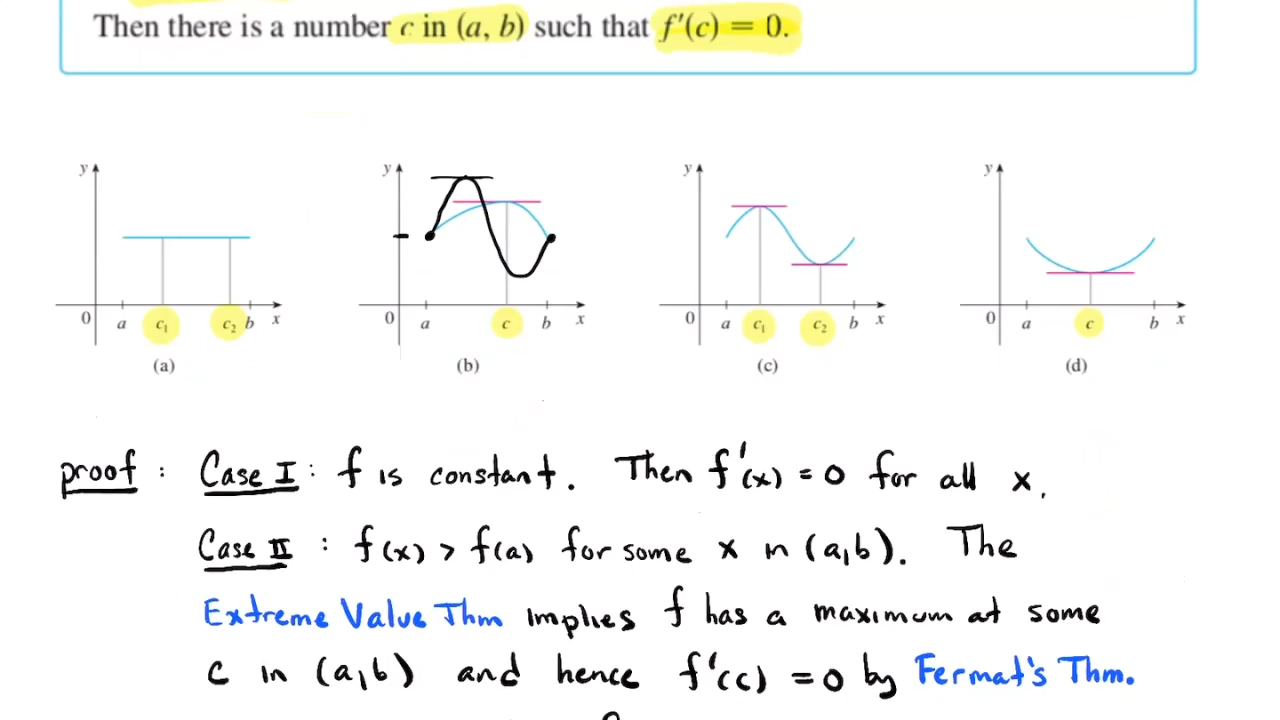 Then there is a number c in (a, b) such that f′(c) = 0.
y y y y
0 a c₁ c₂ b x 0 a c b x 0 a c₁ c₂ b x 0 a c b x
(a) (b) (c) (d)
proof : Case I : f is constant. Then f'(x) = 0 for all x.
Case II : f(x) > f(a) for some x in (a,b). The
Extreme Value Thm implies f has a maximum at some
c in (a,b) and hence f'(c) = 0 by Fermat's Thm.